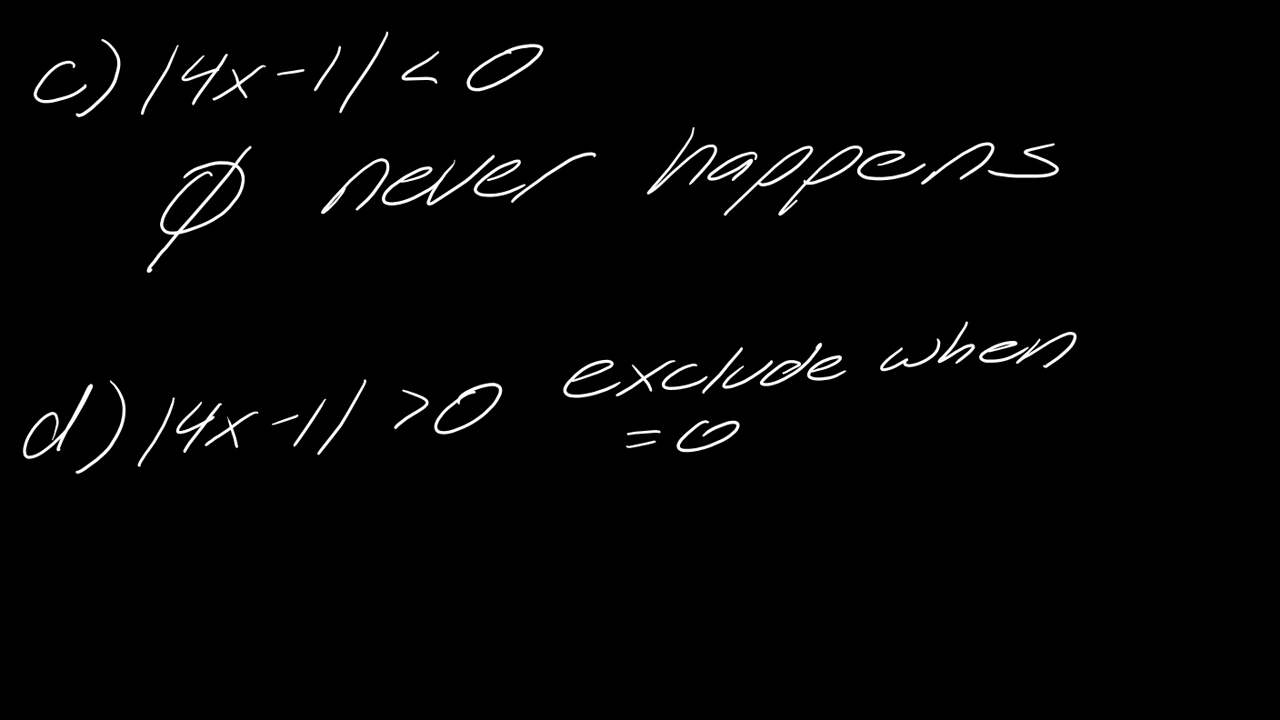 c) |4x-1| < 0
∅ never happens
d) |4x-1| > 0 exclude when
= 0